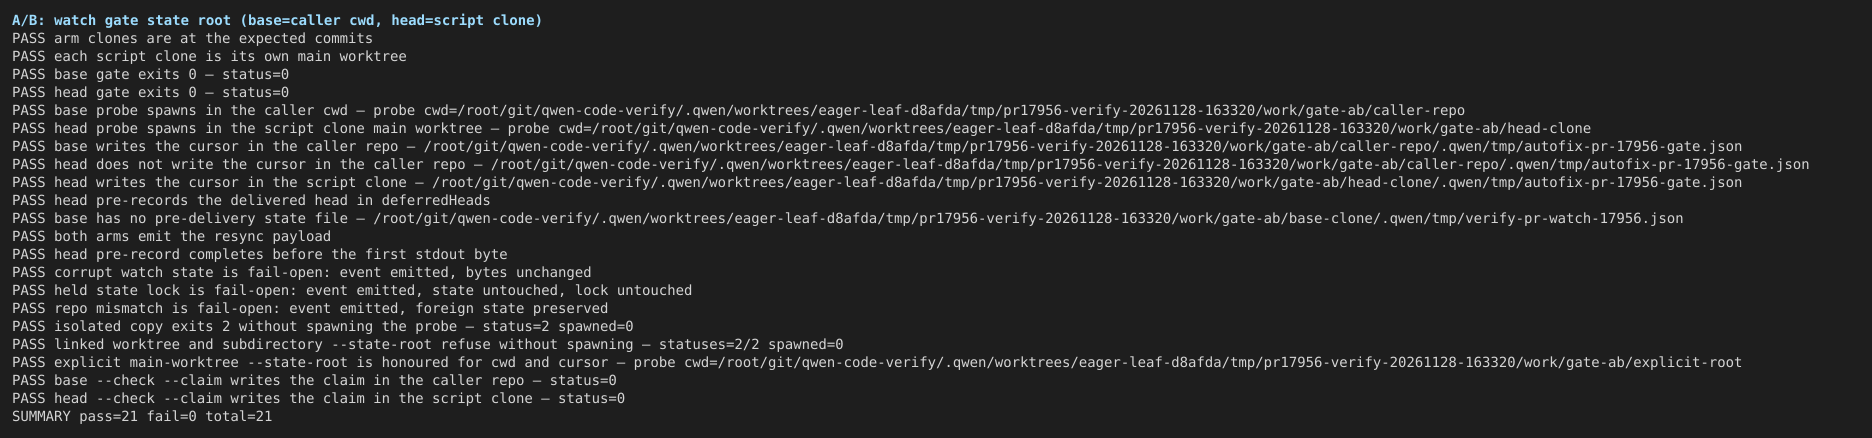 A/B: watch gate state root (base=caller cwd, head=script clone)
PASS arm clones are at the expected commits
PASS each script clone is its own main worktree
PASS base gate exits 0 — status=0
PASS head gate exits 0 — status=0
PASS base probe spawns in the caller cwd — probe cwd=/root/git/qwen-code-verify/.qwen/worktrees/eager-leaf-d8afda/tmp/pr17956-verify-20261128-163320/work/gate-ab/caller-repo
PASS head probe spawns in the script clone main worktree — probe cwd=/root/git/qwen-code-verify/.qwen/worktrees/eager-leaf-d8afda/tmp/pr17956-verify-20261128-163320/work/gate-ab/head-clone
PASS base writes the cursor in the caller repo — /root/git/qwen-code-verify/.qwen/worktrees/eager-leaf-d8afda/tmp/pr17956-verify-20261128-163320/work/gate-ab/caller-repo/.qwen/tmp/autofix-pr-17956-gate.json
PASS head does not write the cursor in the caller repo — /root/git/qwen-code-verify/.qwen/worktrees/eager-leaf-d8afda/tmp/pr17956-verify-20261128-163320/work/gate-ab/caller-repo/.qwen/tmp/autofix-pr-17956-gate.json
PASS head writes the cursor in the script clone — /root/git/qwen-code-verify/.qwen/worktrees/eager-leaf-d8afda/tmp/pr17956-verify-20261128-163320/work/gate-ab/head-clone/.qwen/tmp/autofix-pr-17956-gate.json
PASS head pre-records the delivered head in deferredHeads
PASS base has no pre-delivery state file — /root/git/qwen-code-verify/.qwen/worktrees/eager-leaf-d8afda/tmp/pr17956-verify-20261128-163320/work/gate-ab/base-clone/.qwen/tmp/verify-pr-watch-17956.json
PASS both arms emit the resync payload
PASS head pre-record completes before the first stdout byte
PASS corrupt watch state is fail-open: event emitted, bytes unchanged
PASS held state lock is fail-open: event emitted, state untouched, lock untouched
PASS repo mismatch is fail-open: event emitted, foreign state preserved
PASS isolated copy exits 2 without spawning the probe — status=2 spawned=0
PASS linked worktree and subdirectory --state-root refuse without spawning — statuses=2/2 spawned=0
PASS explicit main-worktree --state-root is honoured for cwd and cursor — probe cwd=/root/git/qwen-code-verify/.qwen/worktrees/eager-leaf-d8afda/tmp/pr17956-verify-20261128-163320/work/gate-ab/explicit-root
PASS base --check --claim writes the claim in the caller repo — status=0
PASS head --check --claim writes the claim in the script clone — status=0
SUMMARY pass=21 fail=0 total=21